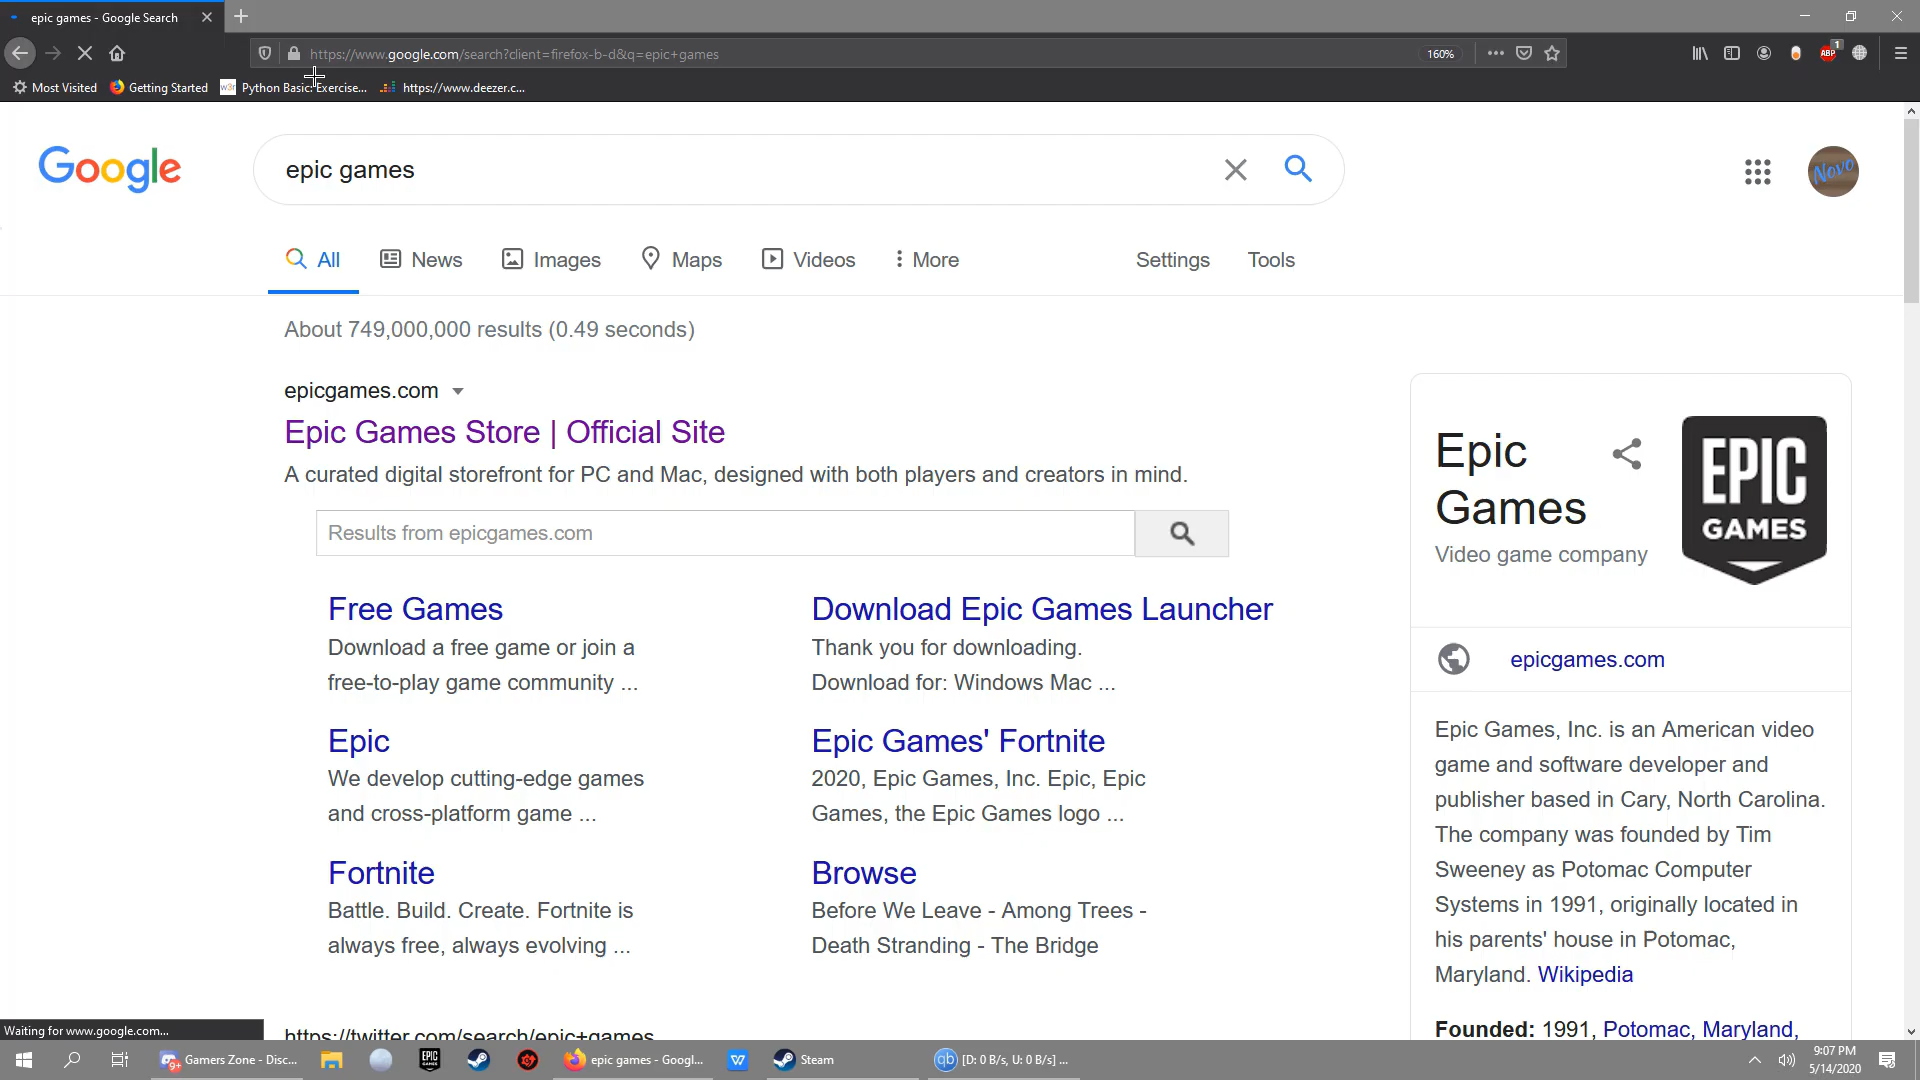 epic games - Google Search
https://www.google.com/search?client=firefox-b-d&q=epic+games
160%
ABP
1
Most Visited
Getting Started
w3r
Python Basic: Exercise...
https://www.deezer.c...
Google
epic games
Novo
All
News
Images
Maps
Videos
More
Settings
Tools
About 749,000,000 results (0.49 seconds)
epicgames.com
Epic Games Store | Official Site
A curated digital storefront for PC and Mac, designed with both players and creators in mind.
Results from epicgames.com
Free Games
Download a free game or join a
free-to-play game community ...
Download Epic Games Launcher
Thank you for downloading.
Download for: Windows Mac ...
Epic
We develop cutting-edge games
and cross-platform game ...
Epic Games' Fortnite
2020, Epic Games, Inc. Epic, Epic
Games, the Epic Games logo ...
Fortnite
Battle. Build. Create. Fortnite is
always free, always evolving ...
Browse
Before We Leave - Among Trees -
Death Stranding - The Bridge
https://twitter.com/search/epic+games
Epic
Games
Video game company
EPIC
GAMES
epicgames.com
Epic Games, Inc. is an American video
game and software developer and
publisher based in Cary, North Carolina.
The company was founded by Tim
Sweeney as Potomac Computer
Systems in 1991, originally located in
his parents' house in Potomac,
Maryland. Wikipedia
Founded: 1991, Potomac, Maryland,
Waiting for www.google.com...
9+
Gamers Zone - Disc...
EPIC
GAMES
epic games - Googl...
W
Steam
qb
[D: 0 B/s, U: 0 B/s] ...
9:07 PM
5/14/2020